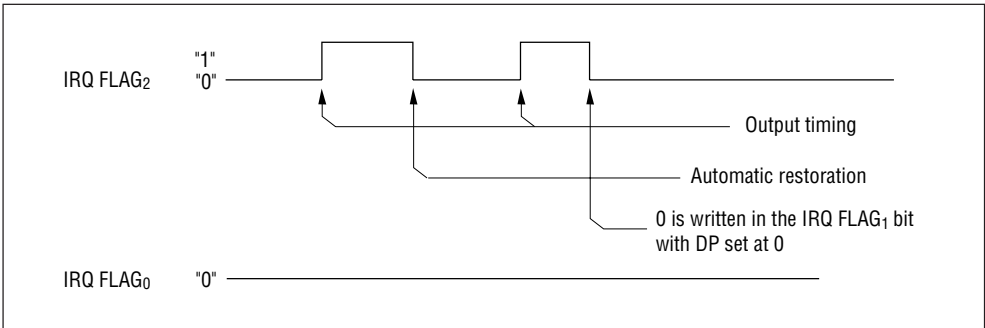 "1"
IRQ FLAG2 "0"
Output timing
Automatic restoration
0 is written in the IRQ FLAG1 bit
with DP set at 0
IRQ FLAG0 "0"